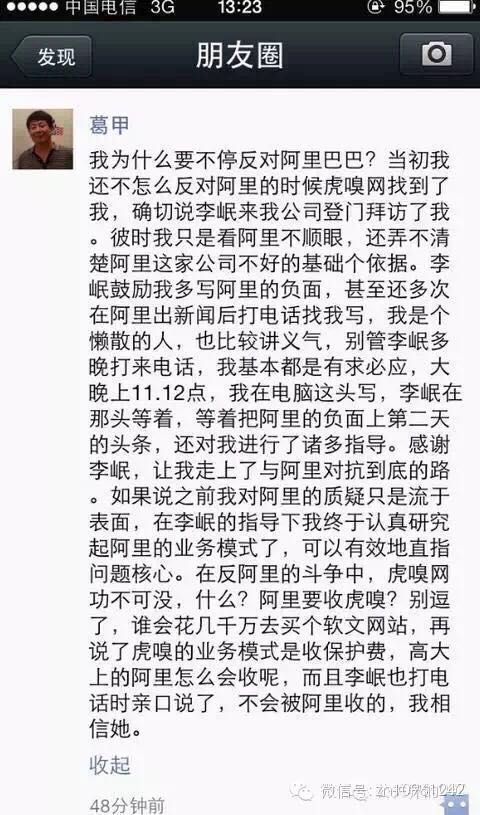 中国电信 3G 13:23 95%
发现 朋友圈
葛甲
我为什么要不停反对阿里巴巴？当初我
还不怎么反对阿里的时候虎嗅网找到了
我，确切说李岷来我公司登门拜访了我
。彼时我只是看阿里不顺眼，还弄不清
楚阿里这家公司不好的基础个依据。李
岷鼓励我多写阿里的负面，甚至还多次
在阿里出新闻后打电话找我写，我是个
懒散的人，也比较讲义气，别管李岷多
晚打来电话，我基本都是有求必应，大
晚上11.12点，我在电脑这头写，李岷在
那头等着，等着把阿里的负面上第二天
的头条，还对我进行了诸多指导。感谢
李岷，让我走上了与阿里对抗到底的路
。如果说之前我对阿里的质疑只是流于
表面，在李岷的指导下我终于认真研究
起阿里的业务模式了，可以有效地直指
问题核心。在反阿里的斗争中，虎嗅网
功不可没，什么？阿里要收虎嗅？别逗
了，谁会花几千万去买个软文网站，再
说了虎嗅的业务模式是收保护费，高大
上的阿里怎么会收呢，而且李岷也打电
话时亲口说了，不会被阿里收的，我相
信她。
收起
48分钟前
微信号: